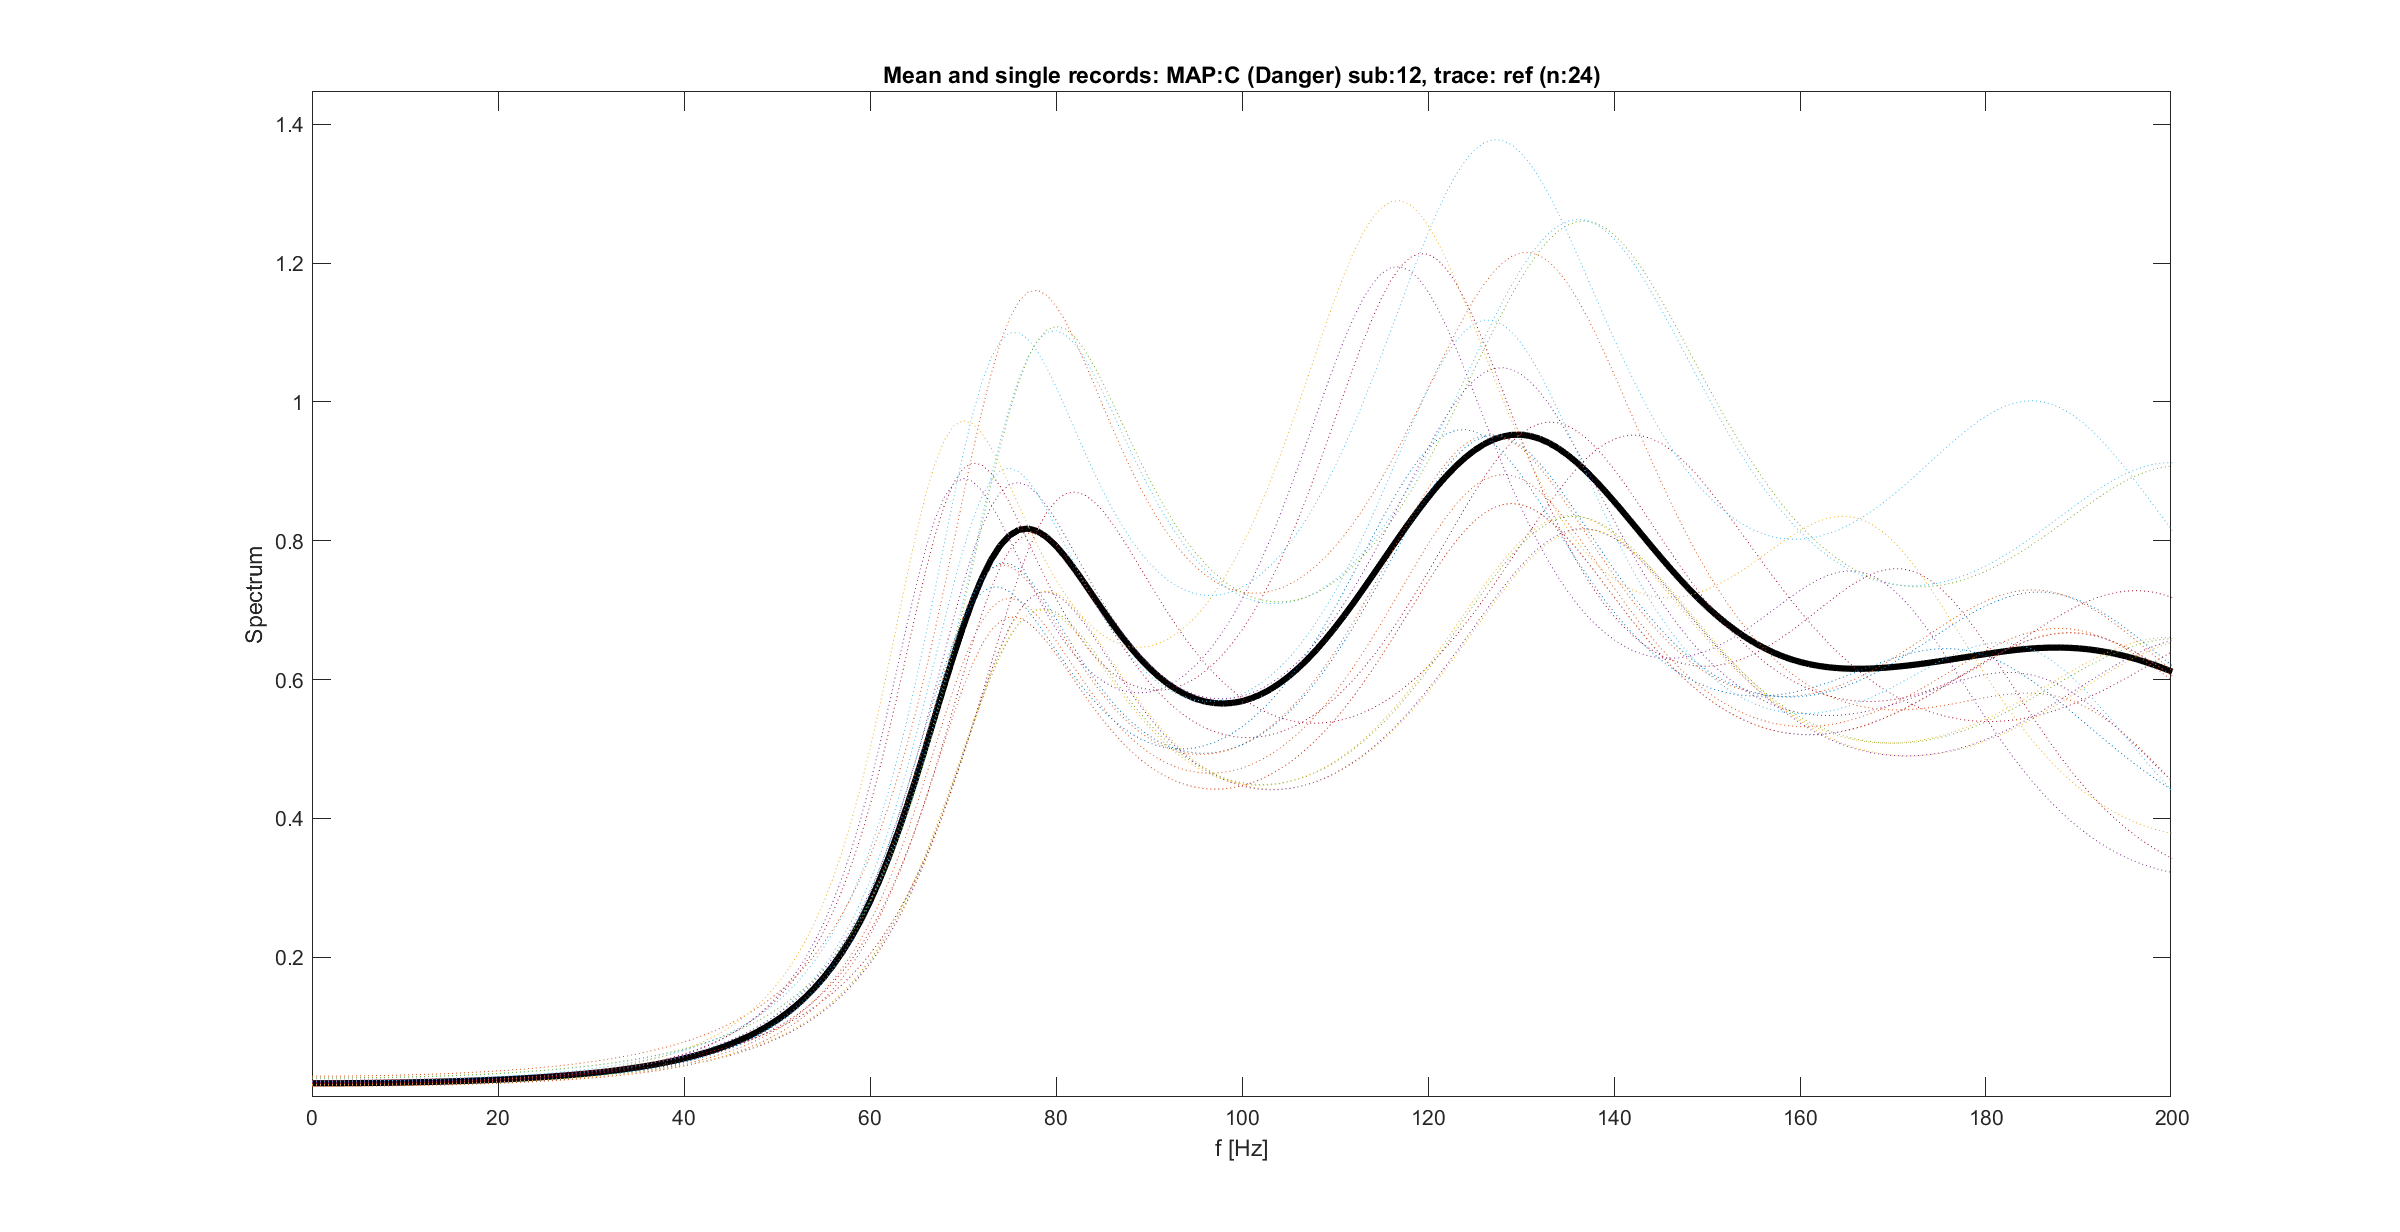 Mean and single records: MAP:C (Danger) sub:12, trace: ref (n:24)
1.4
1.2
1
0.8
0.6
0.4
0.2
Spectrum
0 20 40 60 80 100 120 140 160 180 200
f [Hz]